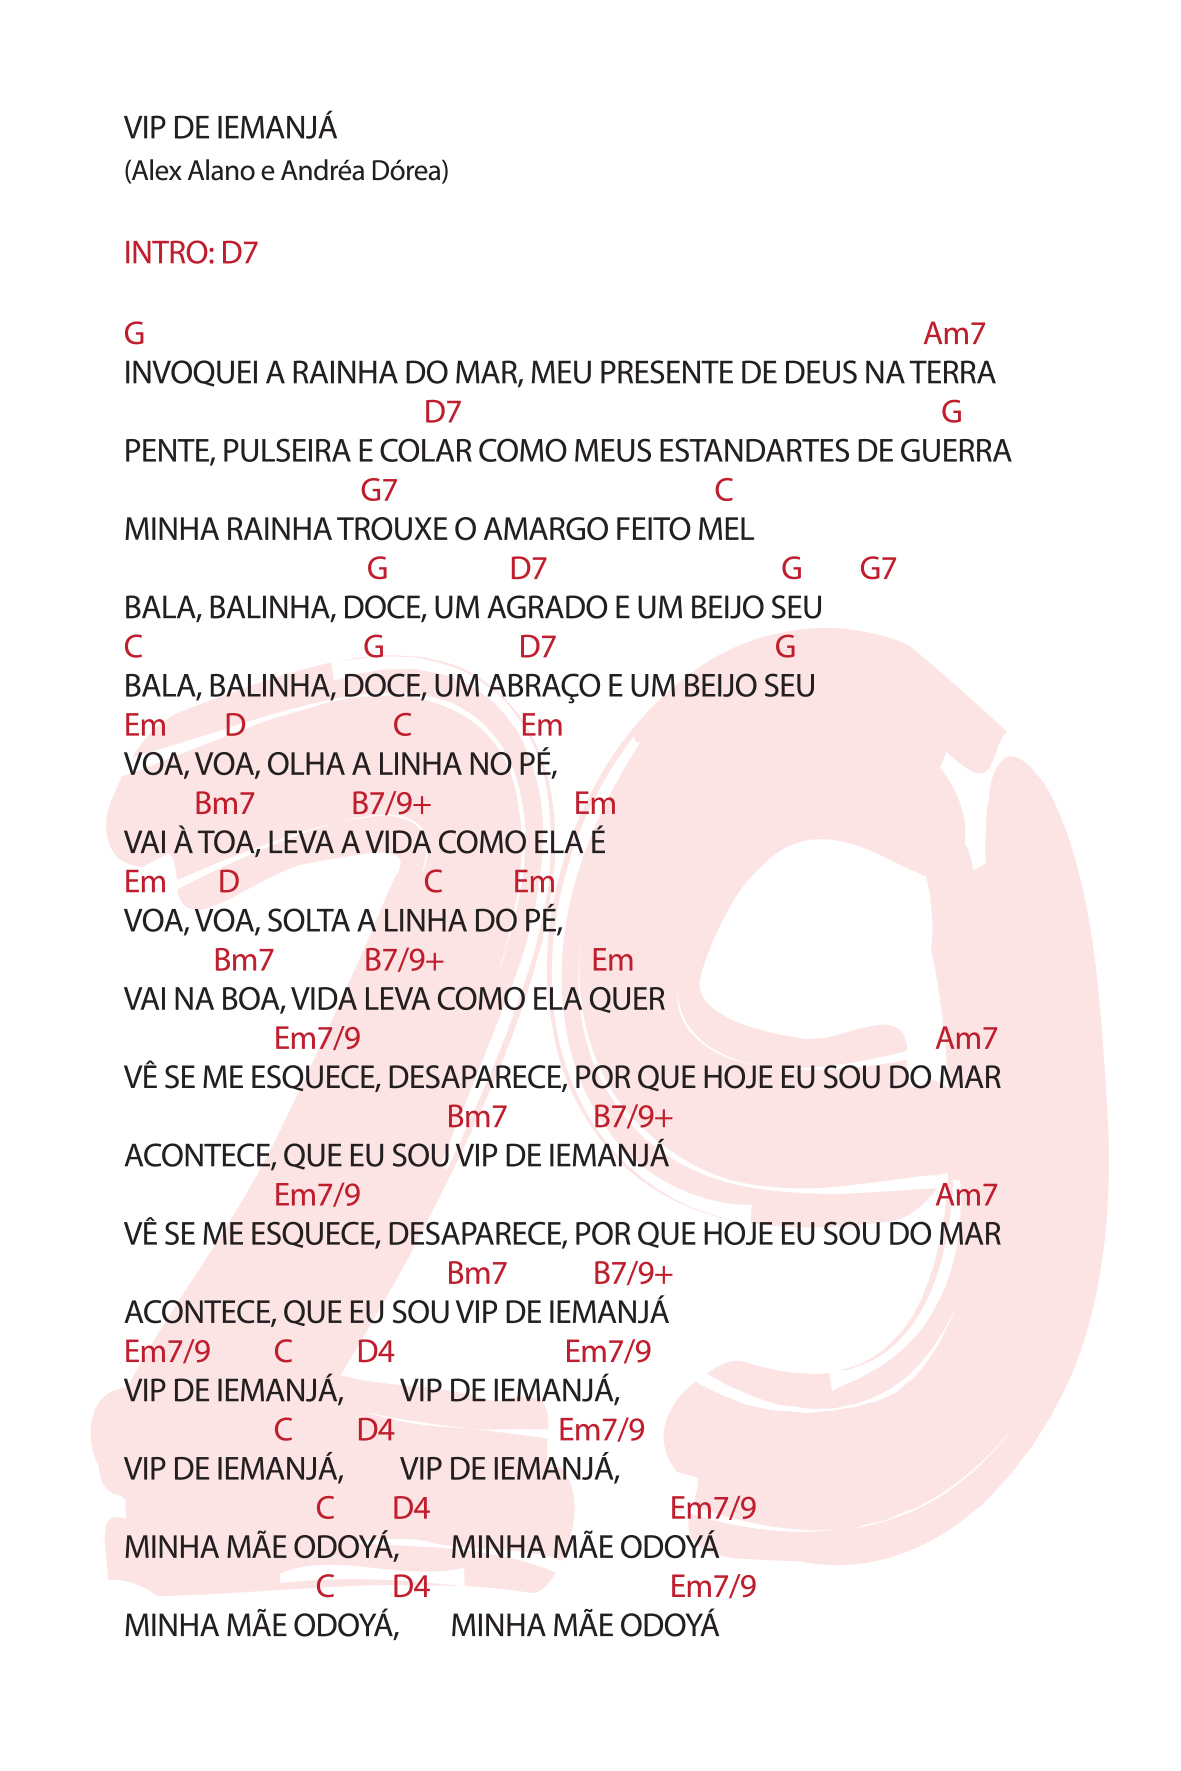 VIP DE IEMANJÁ
(Alex Alano e Andréa Dórea)
INTRO: D7
G Am7
INVOQUEI A RAINHA DO MAR, MEU PRESENTE DE DEUS NA TERRA
D7 G
PENTE, PULSEIRA E COLAR COMO MEUS ESTANDARTES DE GUERRA
G7 C
MINHA RAINHA TROUXE O AMARGO FEITO MEL
G D7 G G7
BALA, BALINHA, DOCE, UM AGRADO E UM BEIJO SEU
C G D7 G
BALA, BALINHA, DOCE, UM ABRAÇO E UM BEIJO SEU
Em D C Em
VOA, VOA, OLHA A LINHA NO PÉ,
Bm7 B7/9+ Em
VAI À TOA, LEVA A VIDA COMO ELA É
Em D C Em
VOA, VOA, SOLTA A LINHA DO PÉ,
Bm7 B7/9+ Em
VAI NA BOA, VIDA LEVA COMO ELA QUER
Em7/9 Am7
VÊ SE ME ESQUECE, DESAPARECE, POR QUE HOJE EU SOU DO MAR
Bm7 B7/9+
ACONTECE, QUE EU SOU VIP DE IEMANJÁ
Em7/9 Am7
VÊ SE ME ESQUECE, DESAPARECE, POR QUE HOJE EU SOU DO MAR
Bm7 B7/9+
ACONTECE, QUE EU SOU VIP DE IEMANJÁ
Em7/9 C D4 Em7/9
VIP DE IEMANJÁ, VIP DE IEMANJÁ,
C D4 Em7/9
VIP DE IEMANJÁ, VIP DE IEMANJÁ,
C D4 Em7/9
MINHA MÃE ODOYÁ, MINHA MÃE ODOYÁ
C D4 Em7/9
MINHA MÃE ODOYÁ, MINHA MÃE ODOYÁ
29